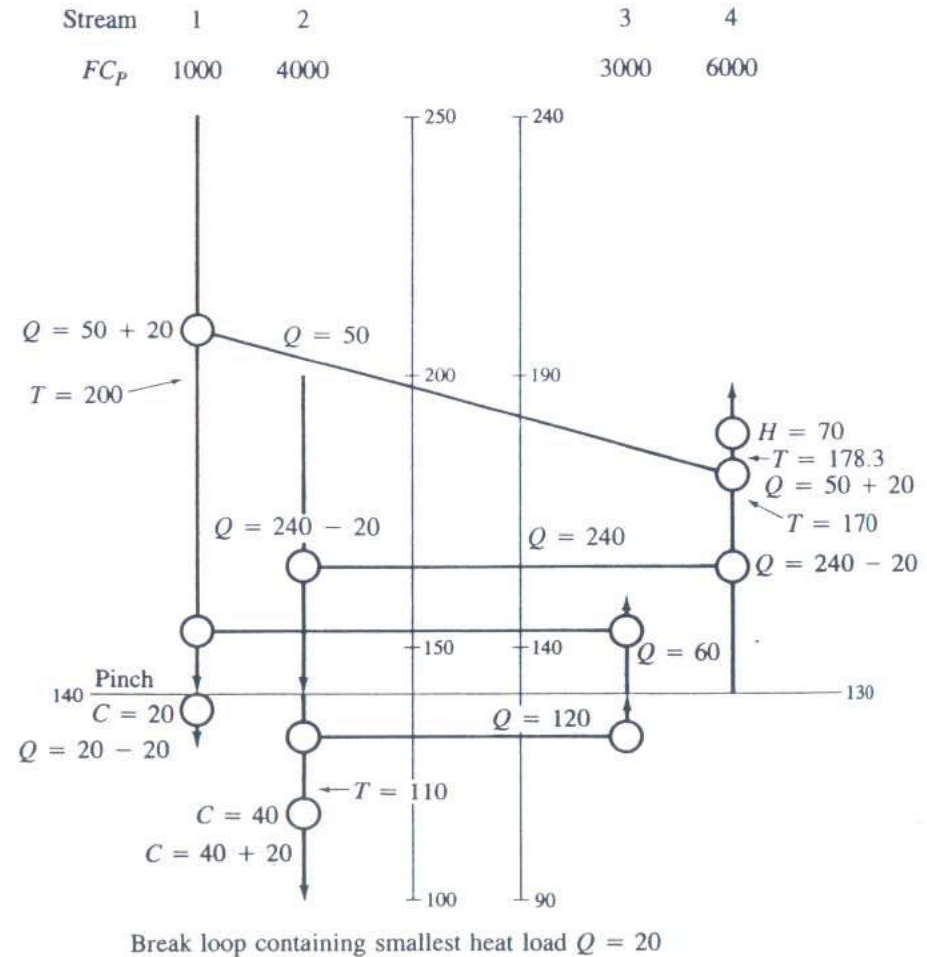 Stream 1 2 3 4
FC_P 1000 4000 3000 6000
250 240
Q = 50 + 20
Q = 50
T = 200
200 190
H = 70
T = 178.3
Q = 50 + 20
T = 170
Q = 240 − 20
Q = 240
Q = 240 − 20
150 140
Q = 60
Pinch
140 130
C = 20
Q = 120
Q = 20 − 20
T = 110
C = 40
C = 40 + 20
100 90
Break loop containing smallest heat load Q = 20